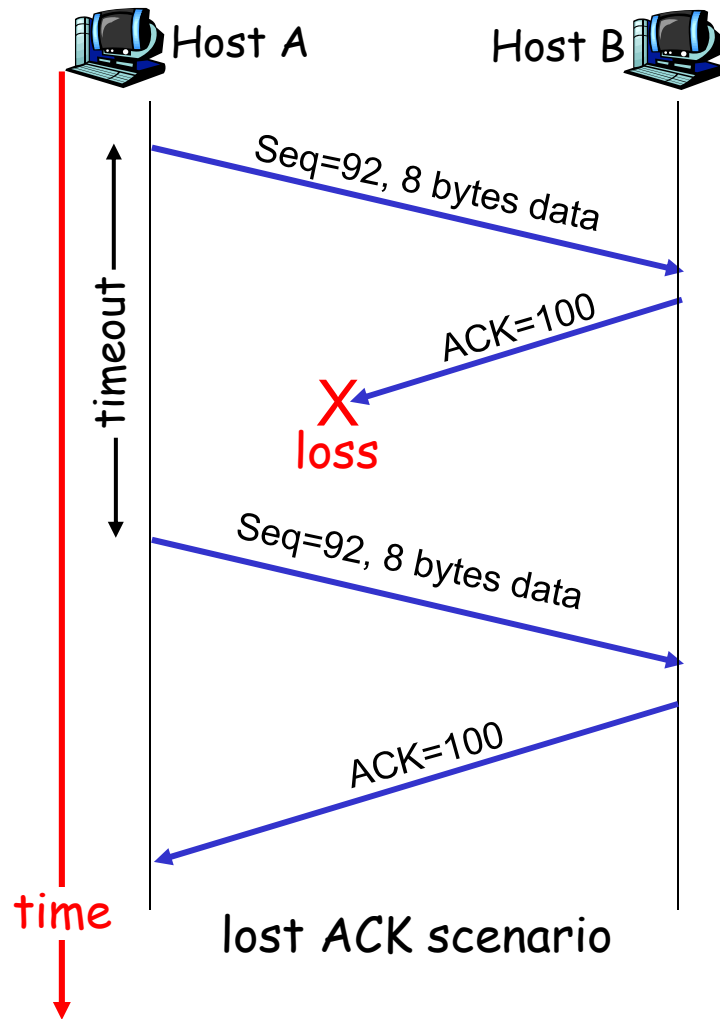 Host A
Host B
Seq=92, 8 bytes data
timeout
ACK=100
X
loss
Seq=92, 8 bytes data
ACK=100
time
lost ACK scenario